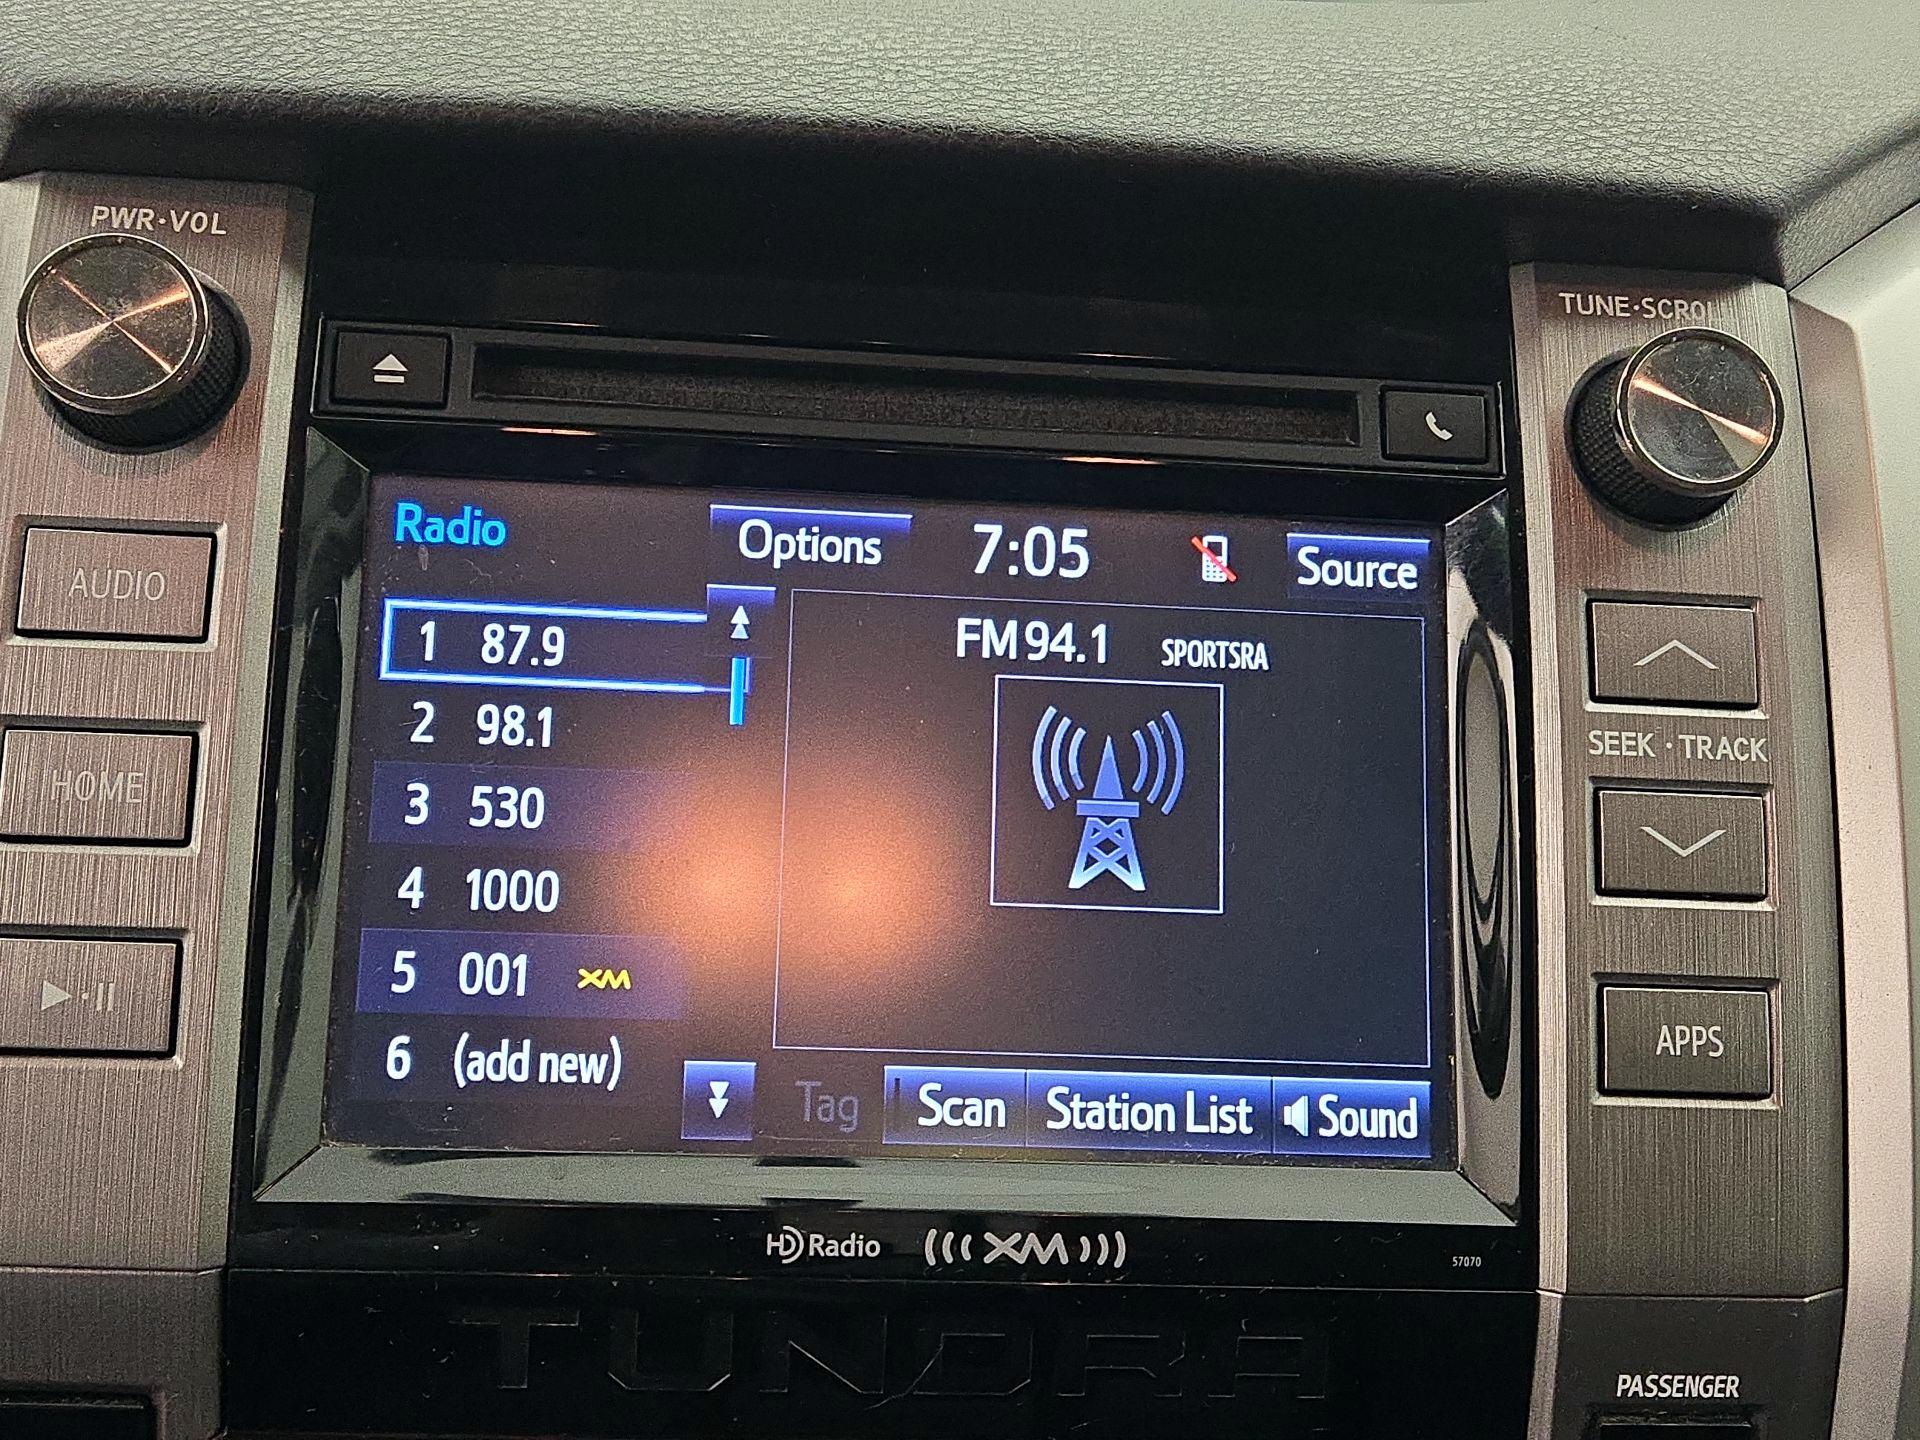 PWR·VOL
TUNE·SCROLL
AUDIO
HOME
Radio
Options
7:05
Source
1 87.9
2 98.1
3 530
4 1000
5 001 XM
6 (add new)
FM 94.1 SPORTSRA
Tag
Scan
Station List
Sound
SEEK · TRACK
APPS
HD Radio
XM
57070
TUNDRA
PASSENGER